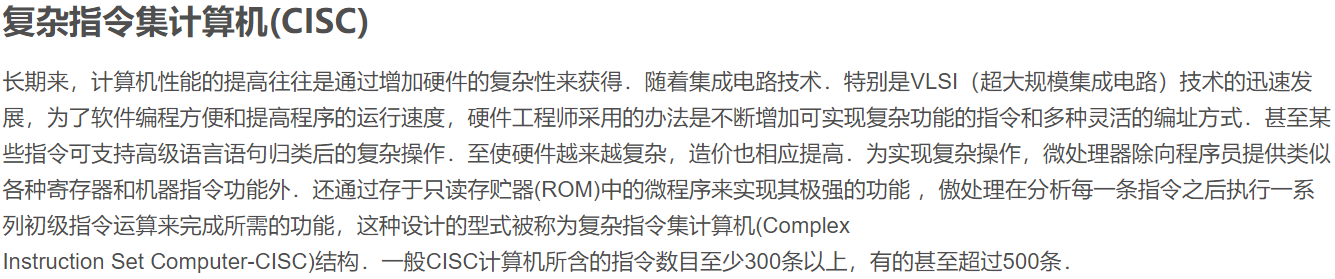 复杂指令集计算机(CISC)
长期来，计算机性能的提高往往是通过增加硬件的复杂性来获得．随着集成电路技术．特别是VLSI（超大规模集成电路）技术的迅速发
展，为了软件编程方便和提高程序的运行速度，硬件工程师采用的办法是不断增加可实现复杂功能的指令和多种灵活的编址方式．甚至某
些指令可支持高级语言语句归类后的复杂操作．至使硬件越来越复杂，造价也相应提高．为实现复杂操作，微处理器除向程序员提供类似
各种寄存器和机器指令功能外．还通过存于只读存贮器(ROM)中的微程序来实现其极强的功能 ，傲处理在分析每一条指令之后执行一系
列初级指令运算来完成所需的功能，这种设计的型式被称为复杂指令集计算机(Complex
Instruction Set Computer-CISC)结构．一般CISC计算机所含的指令数目至少300条以上，有的甚至超过500条．